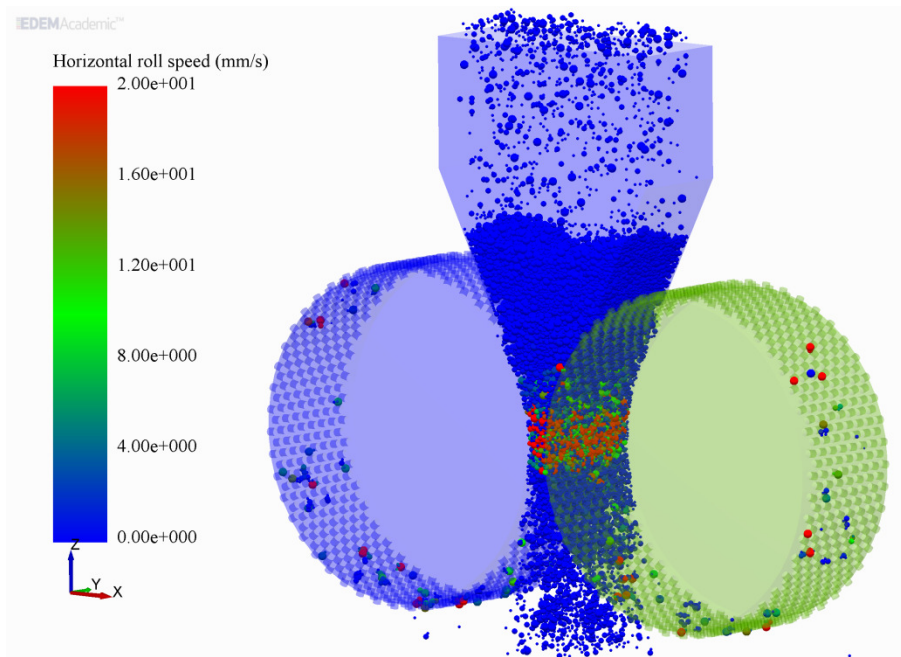 EDEMAcademic™
Horizontal roll speed (mm/s)
2.00e+001
1.60e+001
1.20e+001
8.00e+000
4.00e+000
0.00e+000
Z
Y
X